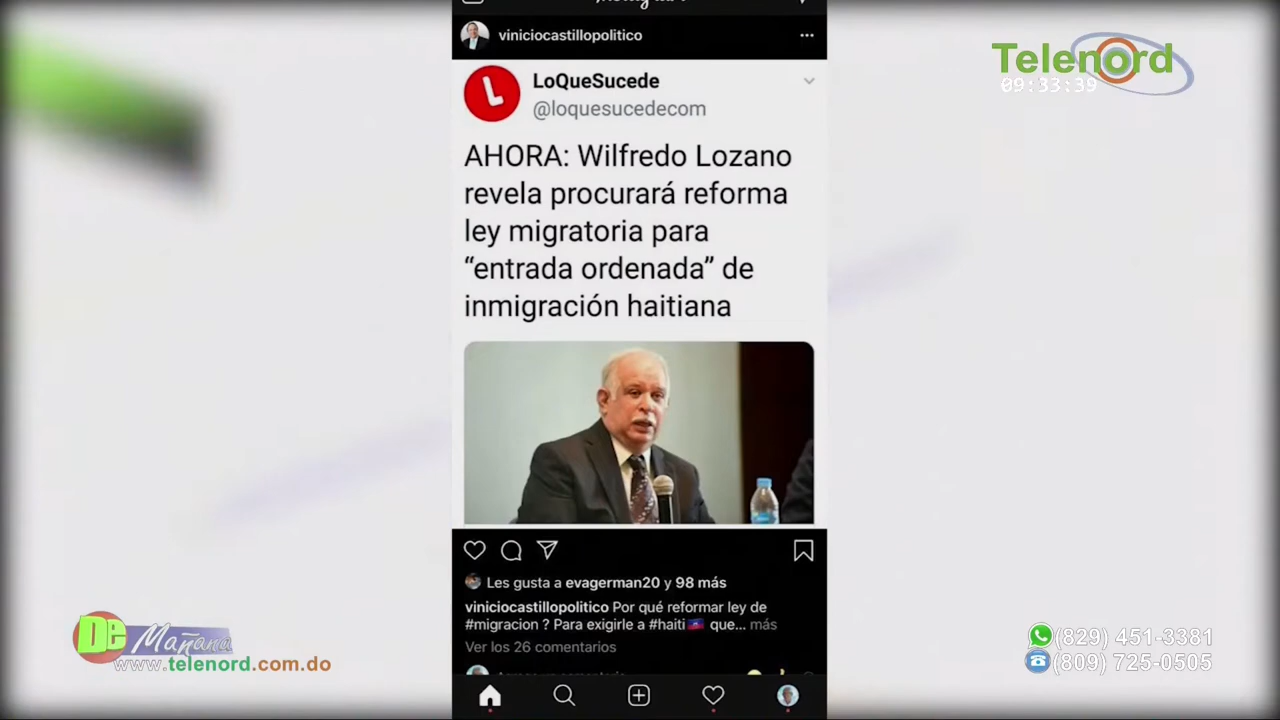 viniciocastillopolitico
Telenord
09:33:39
LoQueSucede
@loquesucedecom
AHORA: Wilfredo Lozano
revela procurará reforma
ley migratoria para
“entrada ordenada” de
inmigración haitiana
Les gusta a evagerman20 y 98 más
viniciocastillopolitico Por qué reformar ley de
#migracion ? Para exigirle a #haiti🇭🇹 que... más
Ver los 26 comentarios
De Mañana
www.telenord.com.do
(829) 451-3381
(809) 725-0505